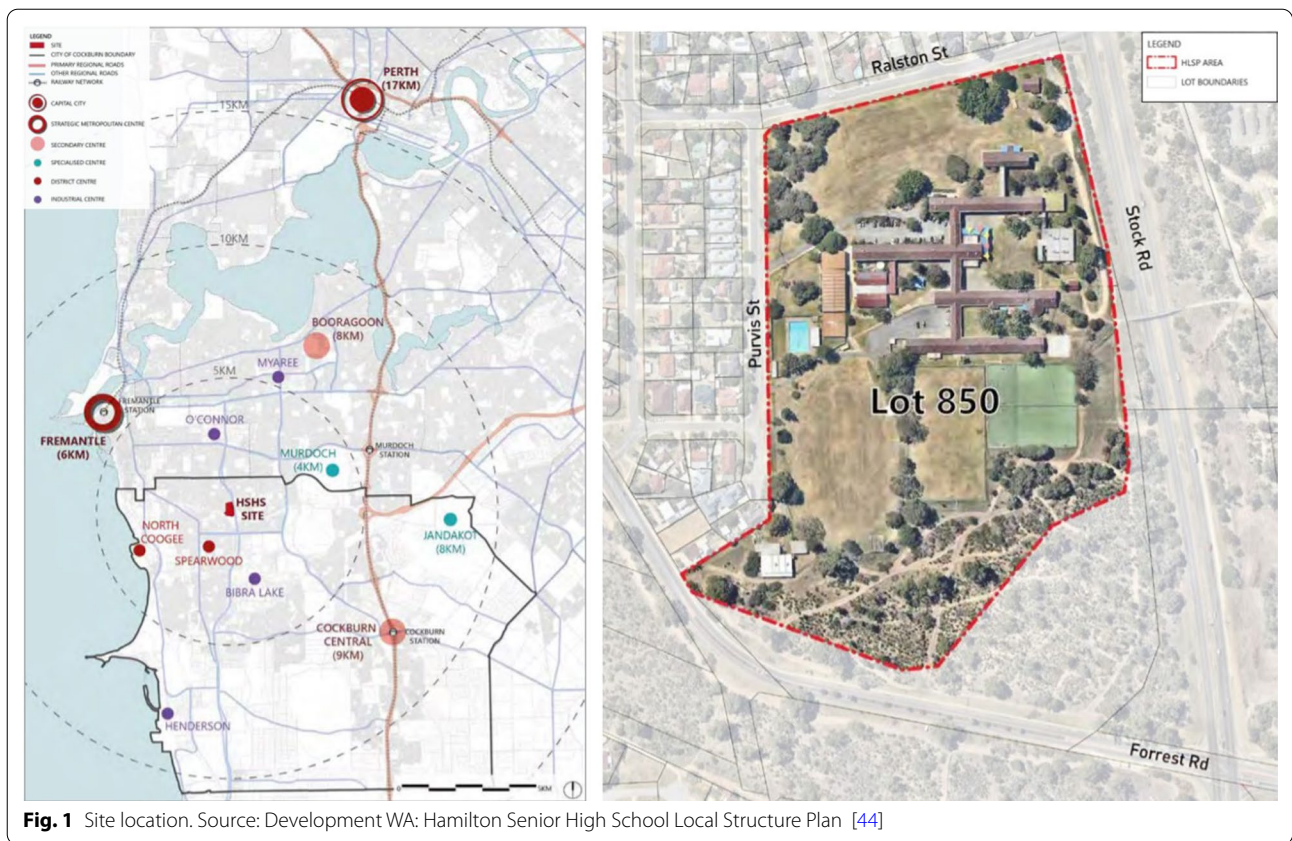 LEGEND
SITE
CITY OF COCKBURN BOUNDARY
PRIMARY REGIONAL ROADS
OTHER REGIONAL ROADS
RAILWAY NETWORK
CAPITAL CITY
STRATEGIC METROPOLITAN CENTRE
SECONDARY CENTRE
SPECIALISED CENTRE
DISTRICT CENTRE
INDUSTRIAL CENTRE
PERTH
(17KM)
15KM
10KM
BOORAGOON
(8KM)
MYAREE
5KM
FREMANTLE
STATION
FREMANTLE
(6KM)
O'CONNOR
MURDOCH
STATION
MURDOCH
(4KM)
HSHS
SITE
NORTH
COOGEE
SPEARWOOD
JANDAKOT
(8KM)
BIBRA LAKE
COCKBURN
CENTRAL
(9KM)
COCKBURN
STATION
HENDERSON
0
5KM
LEGEND
HLSP AREA
LOT BOUNDARIES
Ralston St
Stock Rd
Purvis St
Lot 850
Forrest Rd
Fig. 1 Site location. Source: Development WA: Hamilton Senior High School Local Structure Plan [44]